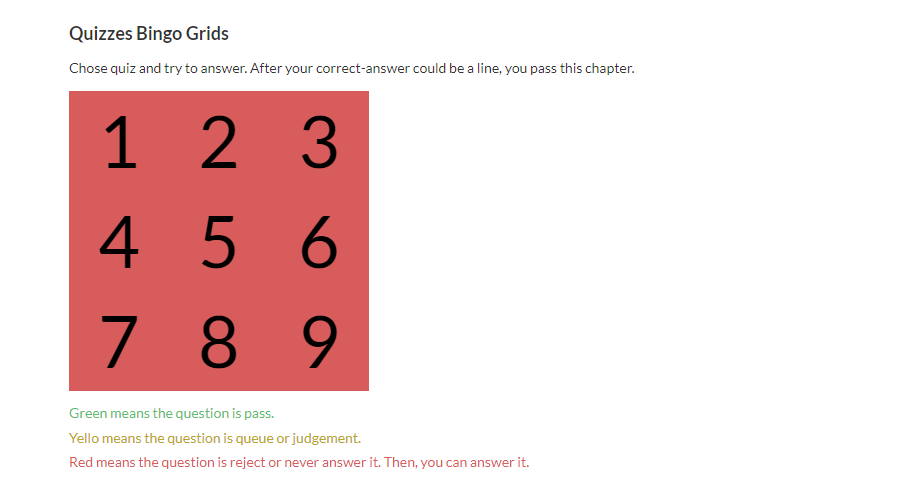 Quizzes Bingo Grids
Chose quiz and try to answer. After your correct-answer could be a line, you pass this chapter.
1 2 3
4 5 6
7 8 9
Green means the question is pass.
Yello means the question is queue or judgement.
Red means the question is reject or never answer it. Then, you can answer it.